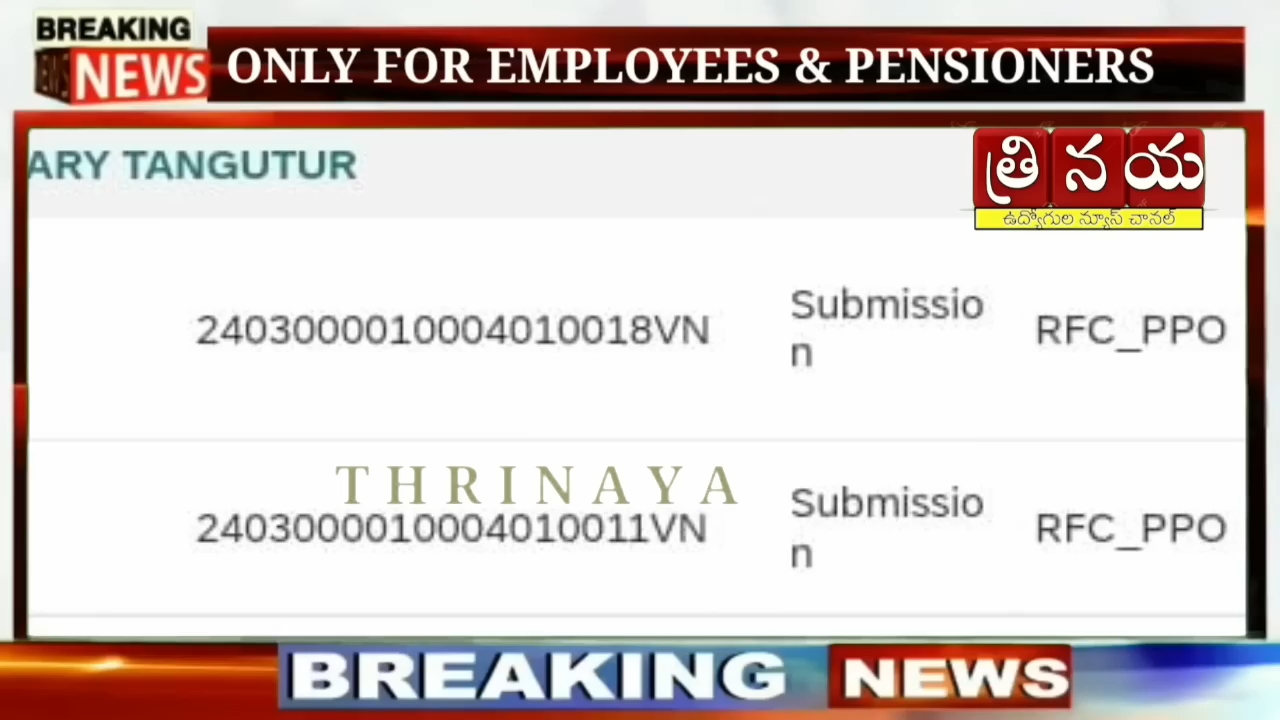 BREAKING
NEWS
ONLY FOR EMPLOYEES & PENSIONERS
ARY TANGUTUR
త్రినయ
ఉద్యోగుల న్యూస్ చానల్
2403000010004010018VN
Submissio
n
RFC_PPO
THRINAYA
2403000010004010011VN
Submissio
n
RFC_PPO
BREAKING NEWS